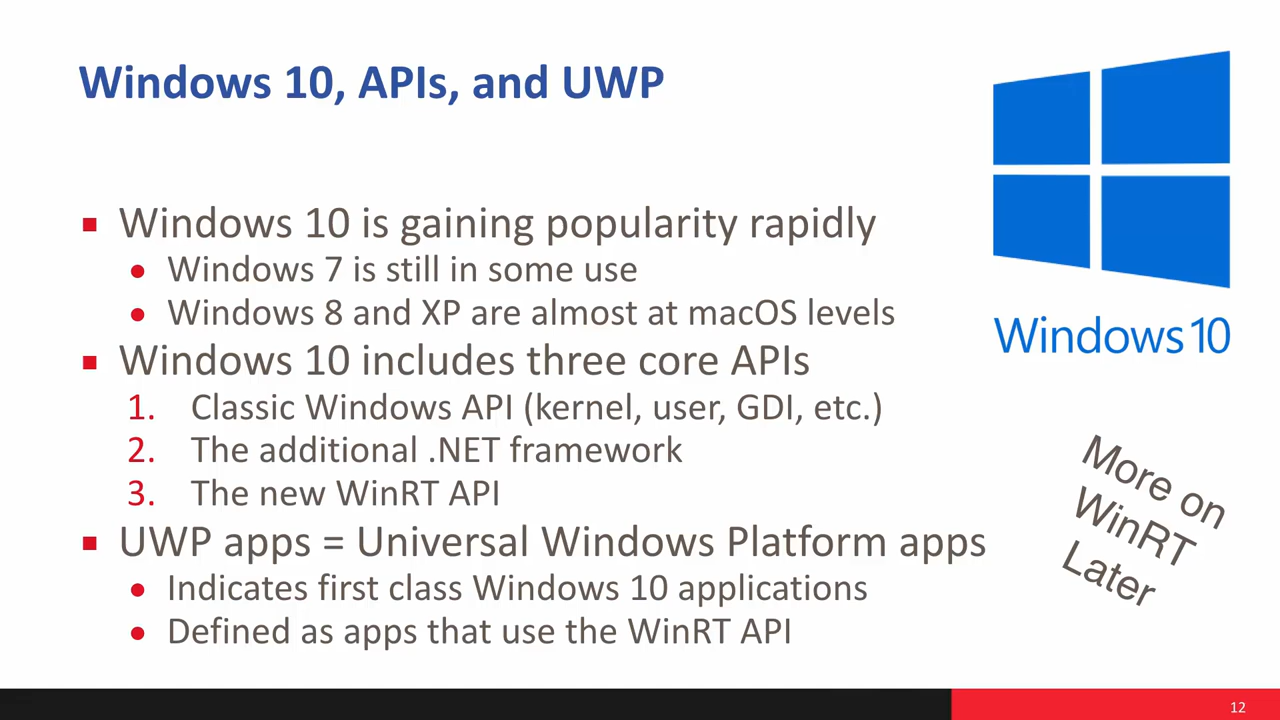 Windows 10, APIs, and UWP
Windows 10 is gaining popularity rapidly
Windows 7 is still in some use
Windows 8 and XP are almost at macOS levels
Windows 10 includes three core APIs
1. Classic Windows API (kernel, user, GDI, etc.)
2. The additional .NET framework
3. The new WinRT API
UWP apps = Universal Windows Platform apps
Indicates first class Windows 10 applications
Defined as apps that use the WinRT API
Windows 10
More on
WinRT
Later
12